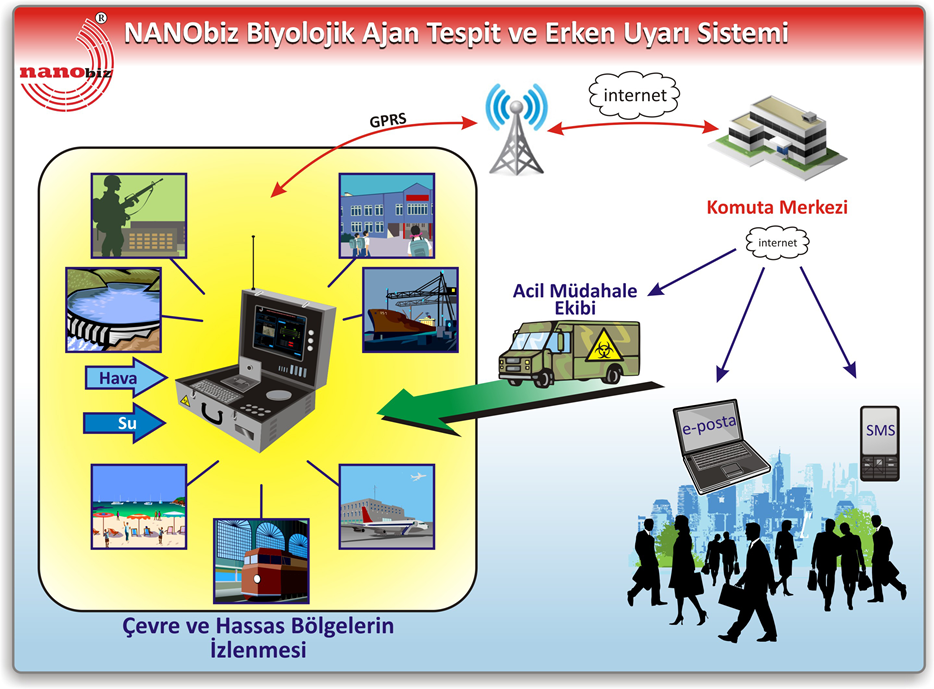 NANObiz Biyolojik Ajan Tespit ve Erken Uyarı Sistemi
®
nanobiz
GPRS
internet
Komuta Merkezi
internet
Acil Müdahale
Ekibi
Hava
Su
e-posta
SMS
Çevre ve Hassas Bölgelerin
İzlenmesi